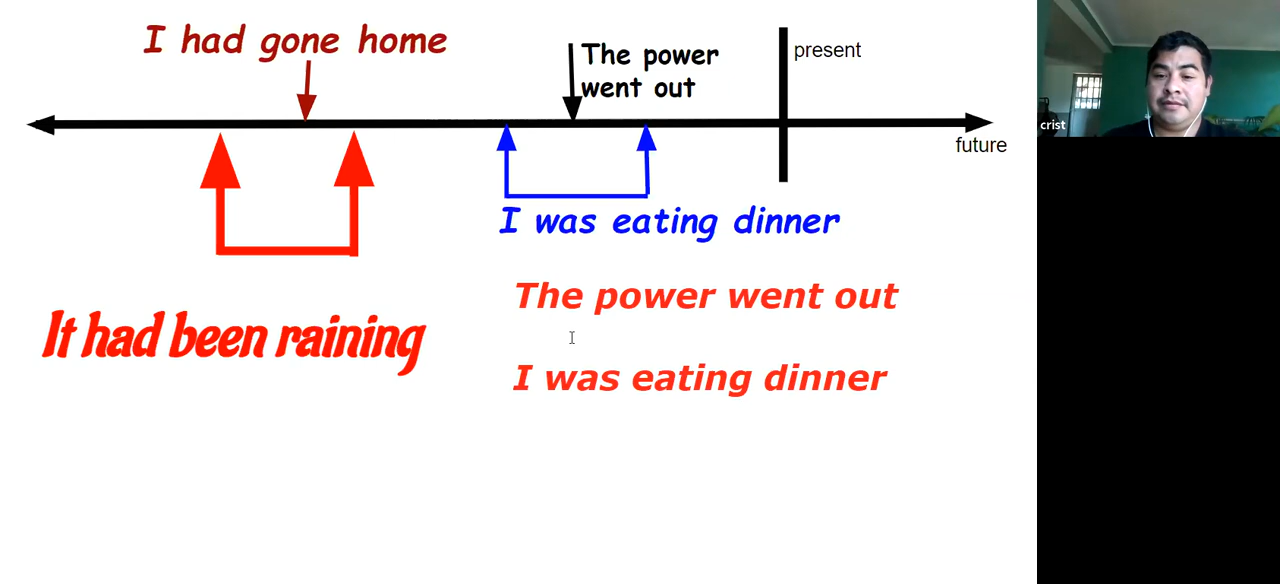 I had gone home
The power
went out
present
crist
future
I was eating dinner
The power went out
It had been raining
I was eating dinner